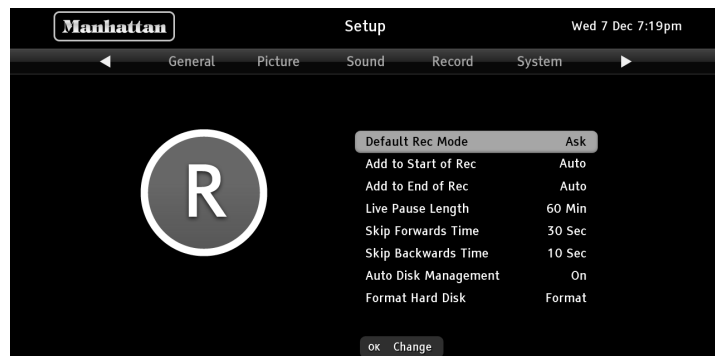 Manhattan Setup Wed 7 Dec 7:19pm
General Picture Sound Record System
R
Default Rec Mode Ask
Add to Start of Rec Auto
Add to End of Rec Auto
Live Pause Length 60 Min
Skip Forwards Time 30 Sec
Skip Backwards Time 10 Sec
Auto Disk Management On
Format Hard Disk Format
OK Change